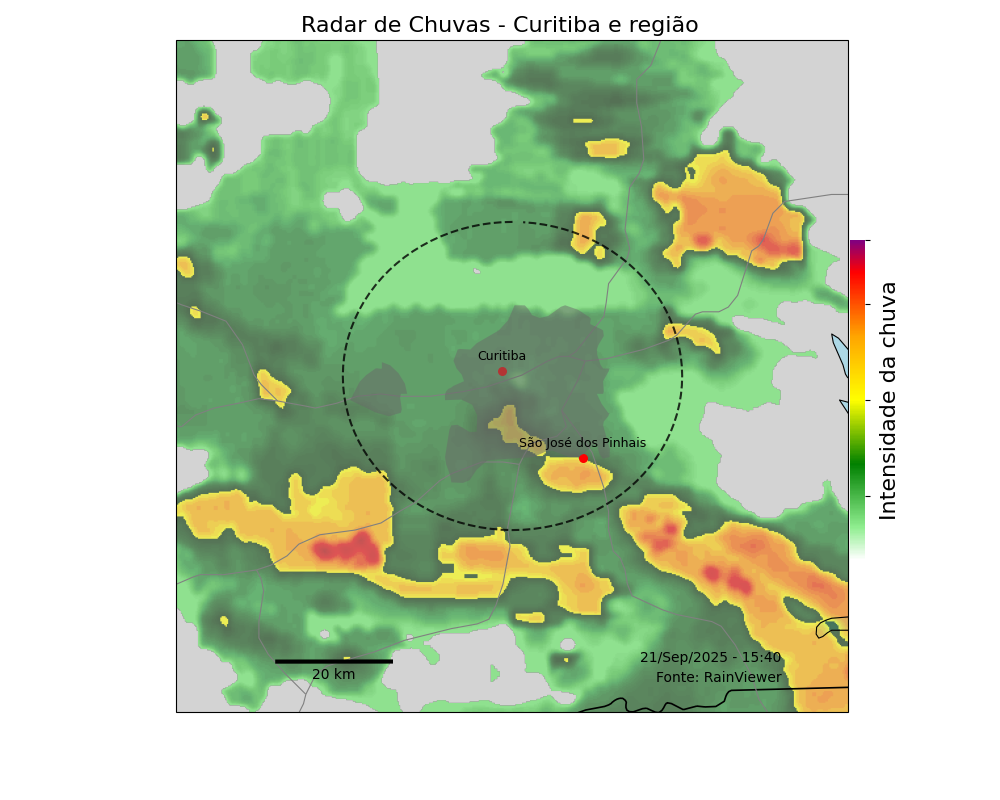 Radar de Chuvas - Curitiba e região
Curitiba
São José dos Pinhais
Intensidade da chuva
21/Sep/2025 - 15:40
Fonte: RainViewer
20 km